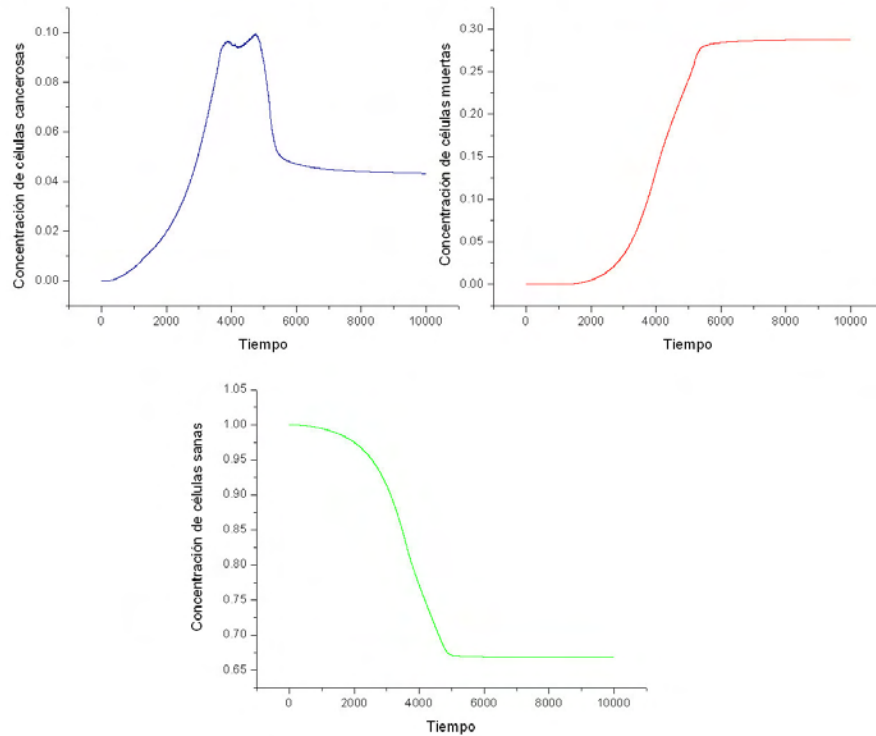 Concentración de células cancerosas
0.10
0.08
0.06
0.04
0.02
0.00
0 2000 4000 6000 8000 10000
Tiempo
Concentración de células muertas
0.30
0.25
0.20
0.15
0.10
0.05
0.00
0 2000 4000 6000 8000 10000
Tiempo
Concentración de células sanas
1.05
1.00
0.95
0.90
0.85
0.80
0.75
0.70
0.65
0 2000 4000 6000 8000 10000
Tiempo